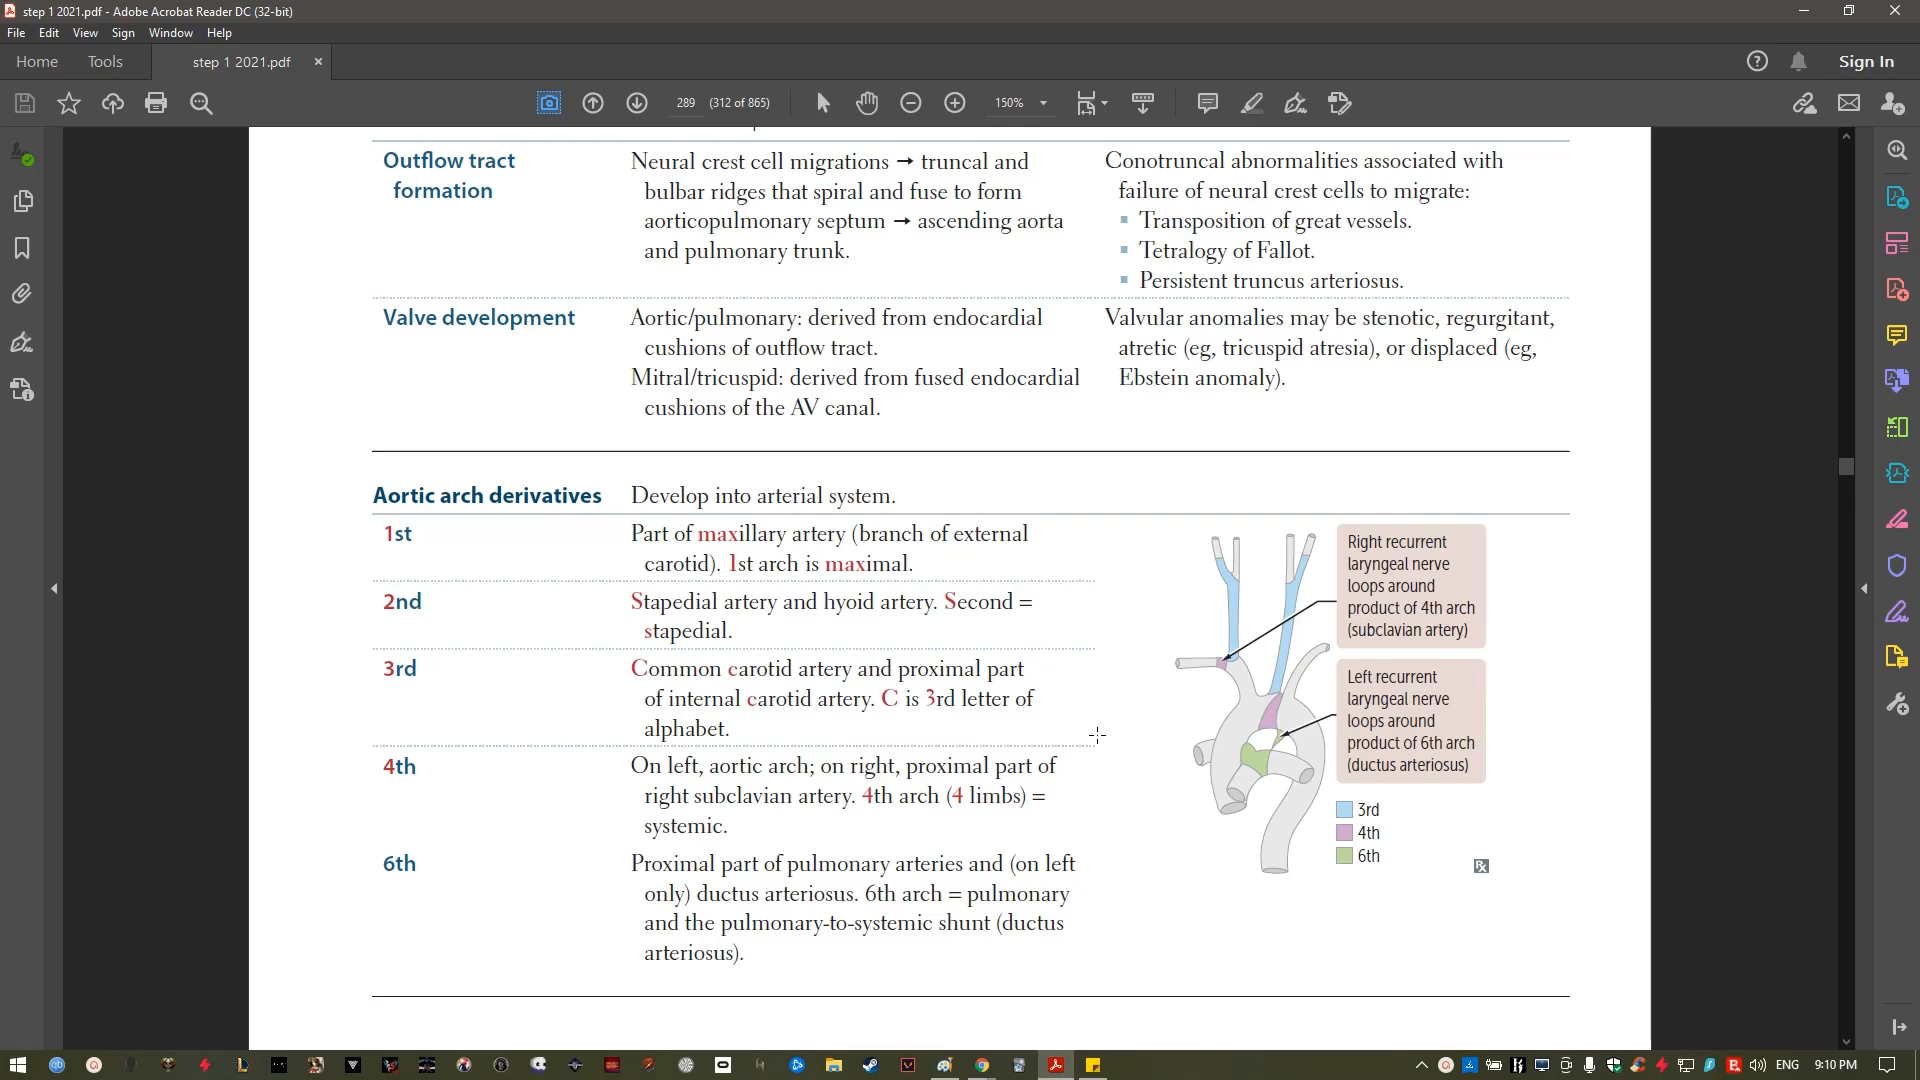 step 1 2021.pdf - Adobe Acrobat Reader DC (32-bit)
File Edit View Sign Window Help
Home Tools step 1 2021.pdf × Sign In
289 (312 of 865) 150%
Outflow tract
formation
Neural crest cell migrations → truncal and
bulbar ridges that spiral and fuse to form
aorticopulmonary septum → ascending aorta
and pulmonary trunk.
Conotruncal abnormalities associated with
failure of neural crest cells to migrate:
▪ Transposition of great vessels.
▪ Tetralogy of Fallot.
▪ Persistent truncus arteriosus.
Valve development
Aortic/pulmonary: derived from endocardial
cushions of outflow tract.
Mitral/tricuspid: derived from fused endocardial
cushions of the AV canal.
Valvular anomalies may be stenotic, regurgitant,
atretic (eg, tricuspid atresia), or displaced (eg,
Ebstein anomaly).
Aortic arch derivatives Develop into arterial system.
1st
Part of maxillary artery (branch of external
carotid). 1st arch is maximal.
2nd
Stapedial artery and hyoid artery. Second =
stapedial.
3rd
Common carotid artery and proximal part
of internal carotid artery. C is 3rd letter of
alphabet.
4th
On left, aortic arch; on right, proximal part of
right subclavian artery. 4th arch (4 limbs) =
systemic.
6th
Proximal part of pulmonary arteries and (on left
only) ductus arteriosus. 6th arch = pulmonary
and the pulmonary-to-systemic shunt (ductus
arteriosus).
Right recurrent
laryngeal nerve
loops around
product of 4th arch
(subclavian artery)
Left recurrent
laryngeal nerve
loops around
product of 6th arch
(ductus arteriosus)
3rd
4th
6th
Rx
ENG 9:10 PM